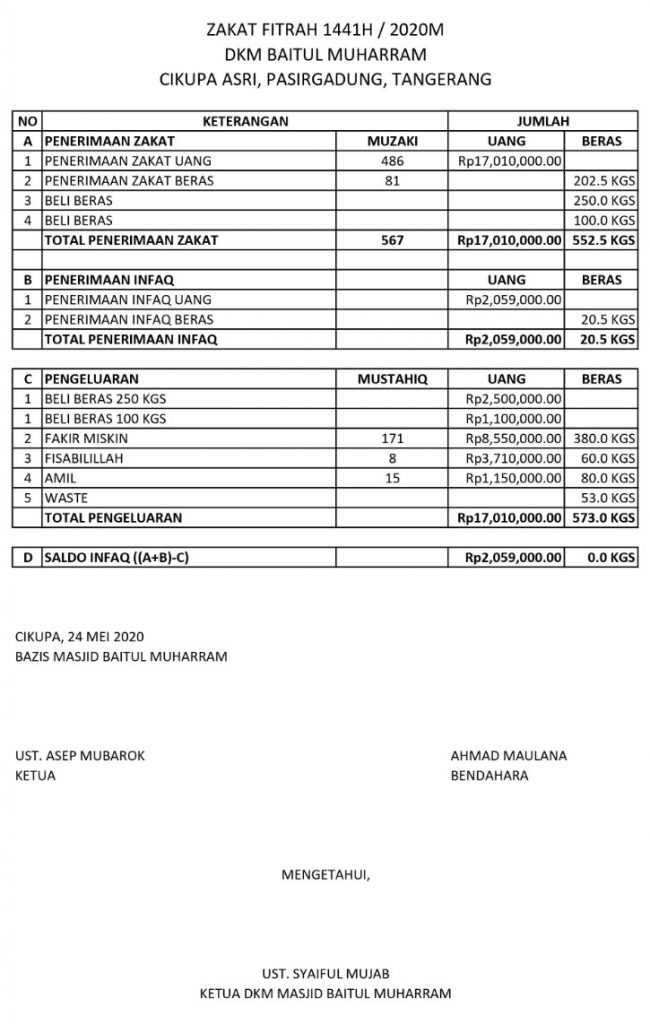 ZAKAT FITRAH 1441H / 2020M
DKM BAITUL MUHARRAM
CIKUPA ASRI, PASIRGADUNG, TANGERANG
NO KETERANGAN JUMLAH
A PENERIMAAN ZAKAT MUZAKI UANG BERAS
1 PENERIMAAN ZAKAT UANG 486 Rp17,010,000.00
2 PENERIMAAN ZAKAT BERAS 81 202.5 KGS
3 BELI BERAS 250.0 KGS
4 BELI BERAS 100.0 KGS
TOTAL PENERIMAAN ZAKAT 567 Rp17,010,000.00 552.5 KGS
B PENERIMAAN INFAQ UANG BERAS
1 PENERIMAAN INFAQ UANG Rp2,059,000.00
2 PENERIMAAN INFAQ BERAS 20.5 KGS
TOTAL PENERIMAAN INFAQ Rp2,059,000.00 20.5 KGS
C PENGELUARAN MUSTAHIQ UANG BERAS
1 BELI BERAS 250 KGS Rp2,500,000.00
1 BELI BERAS 100 KGS Rp1,100,000.00
2 FAKIR MISKIN 171 Rp8,550,000.00 380.0 KGS
3 FISABILILLAH 8 Rp3,710,000.00 60.0 KGS
4 AMIL 15 Rp1,150,000.00 80.0 KGS
5 WASTE 53.0 KGS
TOTAL PENGELUARAN Rp17,010,000.00 573.0 KGS
D SALDO INFAQ ((A+B)-C) Rp2,059,000.00 0.0 KGS
CIKUPA, 24 MEI 2020
BAZIS MASJID BAITUL MUHARRAM
UST. ASEP MUBAROK AHMAD MAULANA
KETUA BENDAHARA
MENGETAHUI,
UST. SYAIFUL MUJAB
KETUA DKM MASJID BAITUL MUHARRAM